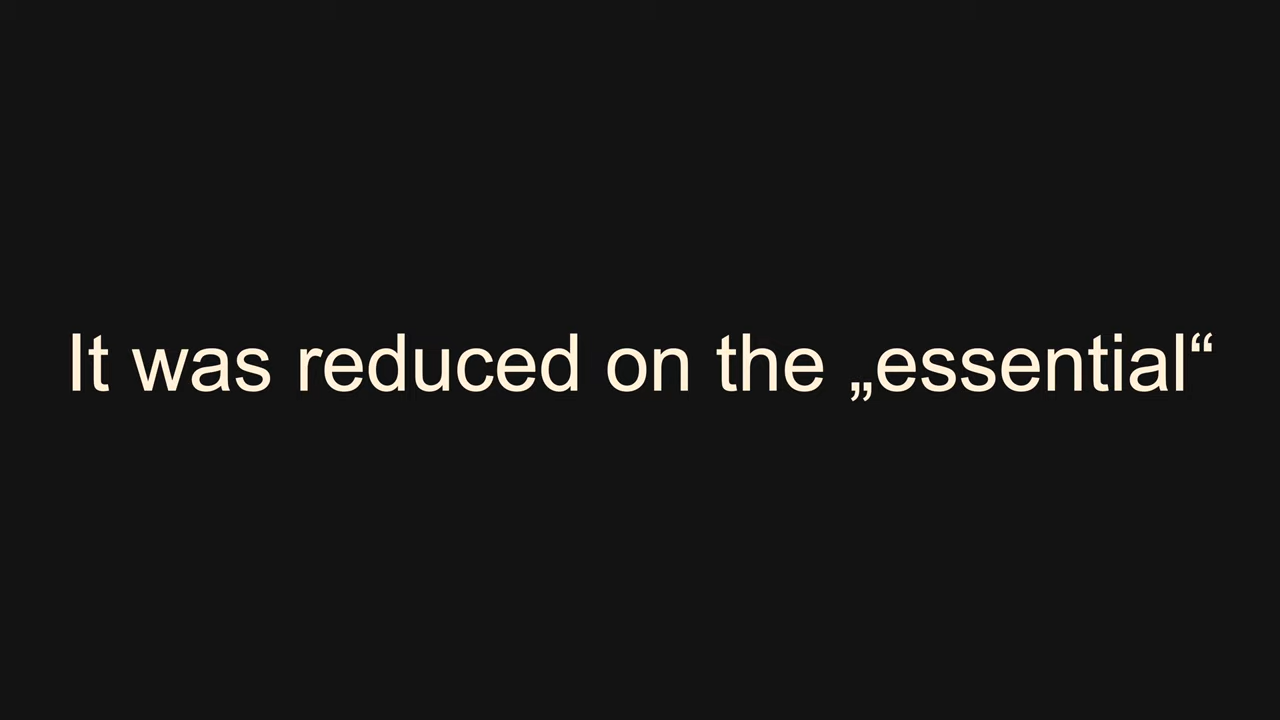 It was reduced on the „essential“